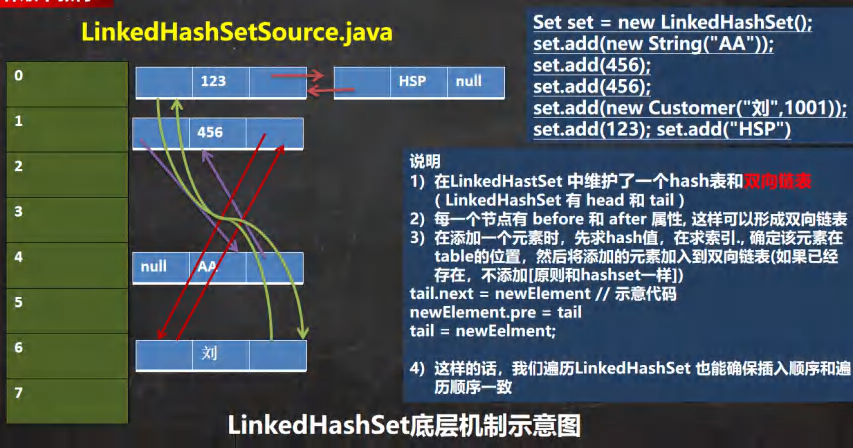 LinkedHashSetSource.java
Set set = new LinkedHashSet();
set.add(new String("AA"));
set.add(456);
set.add(456);
set.add(new Customer("刘",1001));
set.add(123); set.add("HSP")
0
123
HSP
null
1
456
2
3
4
null
AA
5
6
刘
7
说明
1) 在LinkedHastSet 中维护了一个hash表和双向链表
( LinkedHashSet 有 head 和 tail )
2) 每一个节点有 before 和 after 属性, 这样可以形成双向链表
3) 在添加一个元素时，先求hash值，在求索引., 确定该元素在
table的位置，然后将添加的元素加入到双向链表(如果已经
存在，不添加[原则和hashset一样])
tail.next = newElement // 示意代码
newElement.pre = tail
tail = newEelment;
4) 这样的话，我们遍历LinkedHashSet 也能确保插入顺序和遍
历顺序一致
LinkedHashSet底层机制示意图